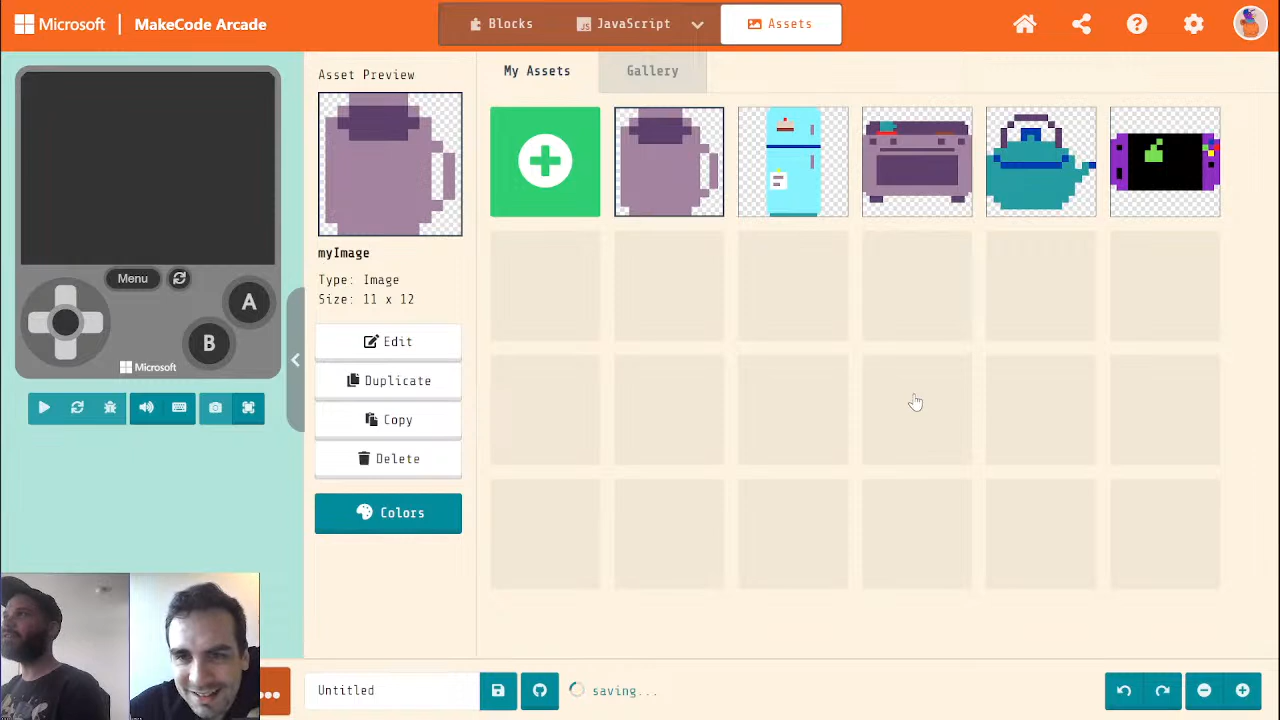 Microsoft MakeCode Arcade
Blocks
JavaScript
Assets
Menu
A
B
Microsoft
Asset Preview
myImage
Type: Image
Size: 11 x 12
Edit
Duplicate
Copy
Delete
Colors
My Assets
Gallery
Untitled
saving...